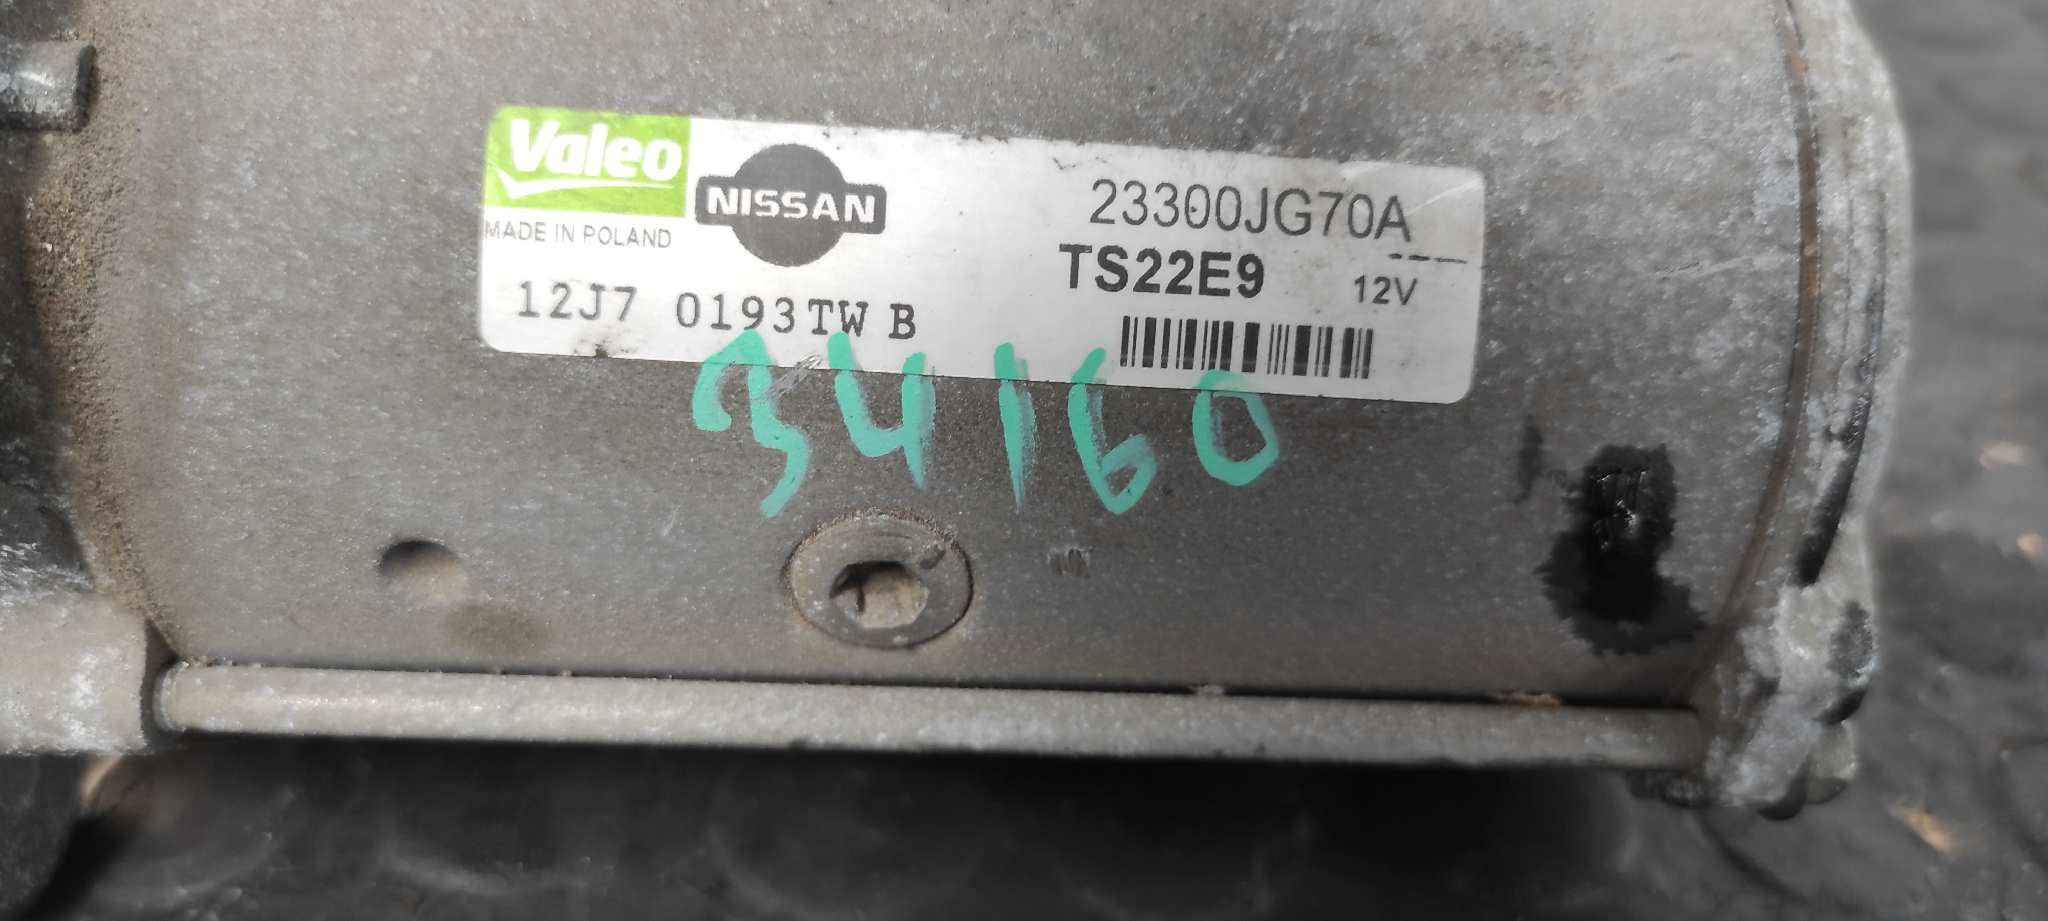 Valeo
NISSAN
MADE IN POLAND
23300JG70A
TS22E9 12V
12J7 0193TW B
34160